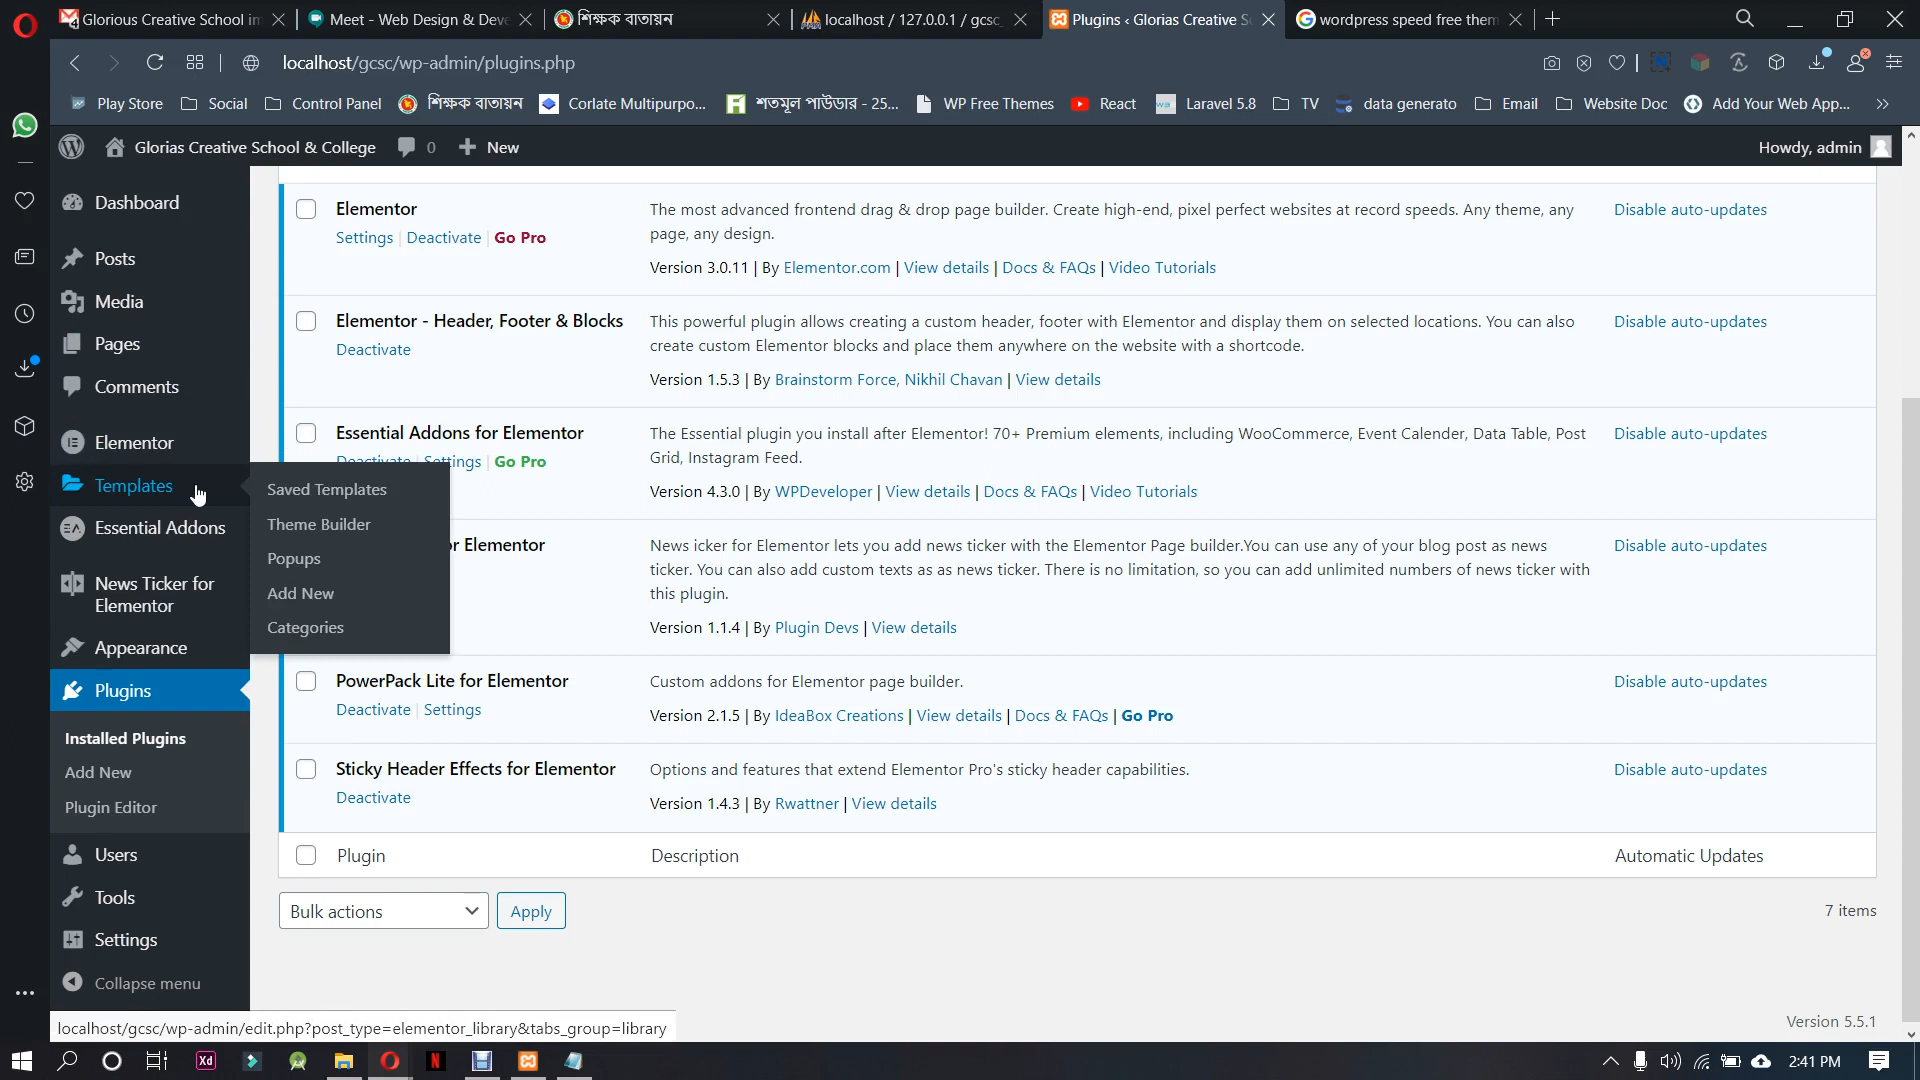 Glorious Creative School in
Meet - Web Design & Deve
শিক্ষক বাতায়ন
localhost / 127.0.0.1 / gcsc_
Plugins ‹ Glorias Creative S
wordpress speed free them
localhost/gcsc/wp-admin/plugins.php
Play Store
Social
Control Panel
শিক্ষক বাতায়ন
Corlate Multipurpo...
শতমূল পাউডার - 25...
WP Free Themes
React
Laravel 5.8
TV
data generato
Email
Website Doc
Add Your Web App...
Glorias Creative School & College
0
New
Howdy, admin
Dashboard
Posts
Media
Pages
Comments
Elementor
Templates
Essential Addons
News Ticker for
Elementor
Appearance
Plugins
Installed Plugins
Add New
Plugin Editor
Users
Tools
Settings
Collapse menu
Saved Templates
Theme Builder
Popups
Add New
Categories
Elementor
Settings | Deactivate | Go Pro
The most advanced frontend drag & drop page builder. Create high-end, pixel perfect websites at record speeds. Any theme, any
page, any design.
Version 3.0.11 | By Elementor.com | View details | Docs & FAQs | Video Tutorials
Disable auto-updates
Elementor - Header, Footer & Blocks
Deactivate
This powerful plugin allows creating a custom header, footer with Elementor and display them on selected locations. You can also
create custom Elementor blocks and place them anywhere on the website with a shortcode.
Version 1.5.3 | By Brainstorm Force, Nikhil Chavan | View details
Disable auto-updates
Essential Addons for Elementor
Deactivate | Settings | Go Pro
The Essential plugin you install after Elementor! 70+ Premium elements, including WooCommerce, Event Calender, Data Table, Post
Grid, Instagram Feed.
Version 4.3.0 | By WPDeveloper | View details | Docs & FAQs | Video Tutorials
Disable auto-updates
r Elementor
News icker for Elementor lets you add news ticker with the Elementor Page builder.You can use any of your blog post as news
ticker. You can also add custom texts as as news ticker. There is no limitation, so you can add unlimited numbers of news ticker with
this plugin.
Version 1.1.4 | By Plugin Devs | View details
Disable auto-updates
PowerPack Lite for Elementor
Deactivate | Settings
Custom addons for Elementor page builder.
Version 2.1.5 | By IdeaBox Creations | View details | Docs & FAQs | Go Pro
Disable auto-updates
Sticky Header Effects for Elementor
Deactivate
Options and features that extend Elementor Pro's sticky header capabilities.
Version 1.4.3 | By Rwattner | View details
Disable auto-updates
Plugin
Description
Automatic Updates
Bulk actions
Apply
7 items
Version 5.5.1
localhost/gcsc/wp-admin/edit.php?post_type=elementor_library&tabs_group=library
Xd
N
2:41 PM